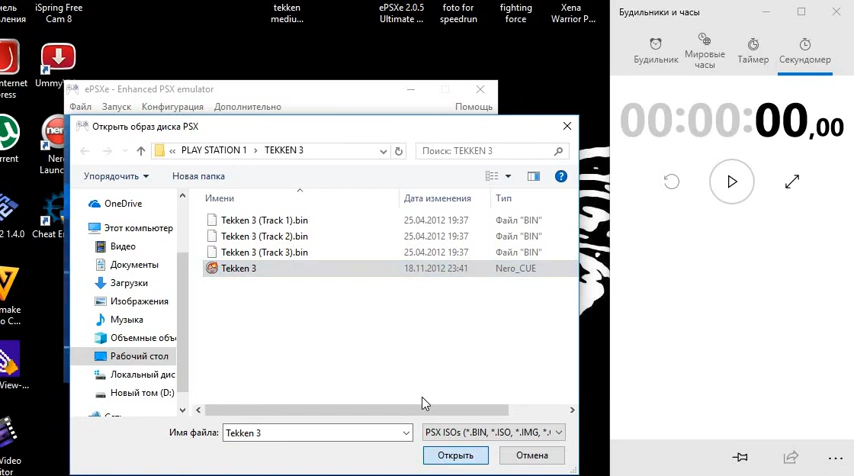 iSpring Free
Cam 8
tekken
mediu...
ePSXe 2.0.5
Ultimate ...
foto for
speedrun
fighting
force
Xena
Warrior P...
Будильники и часы
Будильник
Мировые
часы
Таймер
Секундомер
00:00:00,00
ePSXe - Enhanced PSX emulator
Файл Запуск Конфигурация Дополнительно Помощь
Открыть образ диска PSX
« PLAY STATION 1 > TEKKEN 3
Поиск: TEKKEN 3
Упорядочить Новая папка
Имени Дата изменения Тип
Tekken 3 (Track 1).bin 25.04.2012 19:37 Файл "BIN"
Tekken 3 (Track 2).bin 25.04.2012 19:37 Файл "BIN"
Tekken 3 (Track 3).bin 25.04.2012 19:37 Файл "BIN"
Tekken 3 18.11.2012 23:41 Nero_CUE
OneDrive
Этот компьютер
Видео
Документы
Загрузки
Изображения
Музыка
Объемные объ
Рабочий стол
Локальный дис
Новый том (D:)
Имя файла: Tekken 3
PSX ISOs (*.BIN, *.ISO, *.IMG, *.
Открыть Отмена